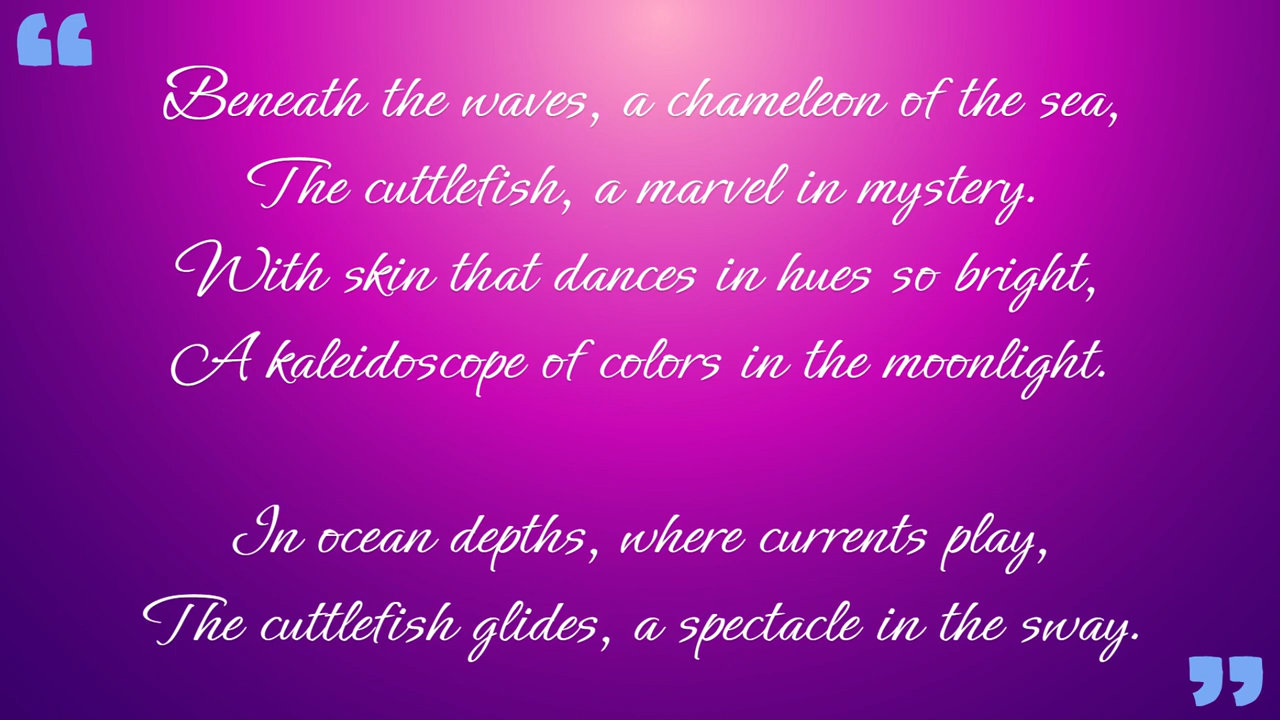 “
Beneath the waves, a chameleon of the sea,
The cuttlefish, a marvel in mystery.
With skin that dances in hues so bright,
A kaleidoscope of colors in the moonlight.
In ocean depths, where currents play,
The cuttlefish glides, a spectacle in the sway.
”